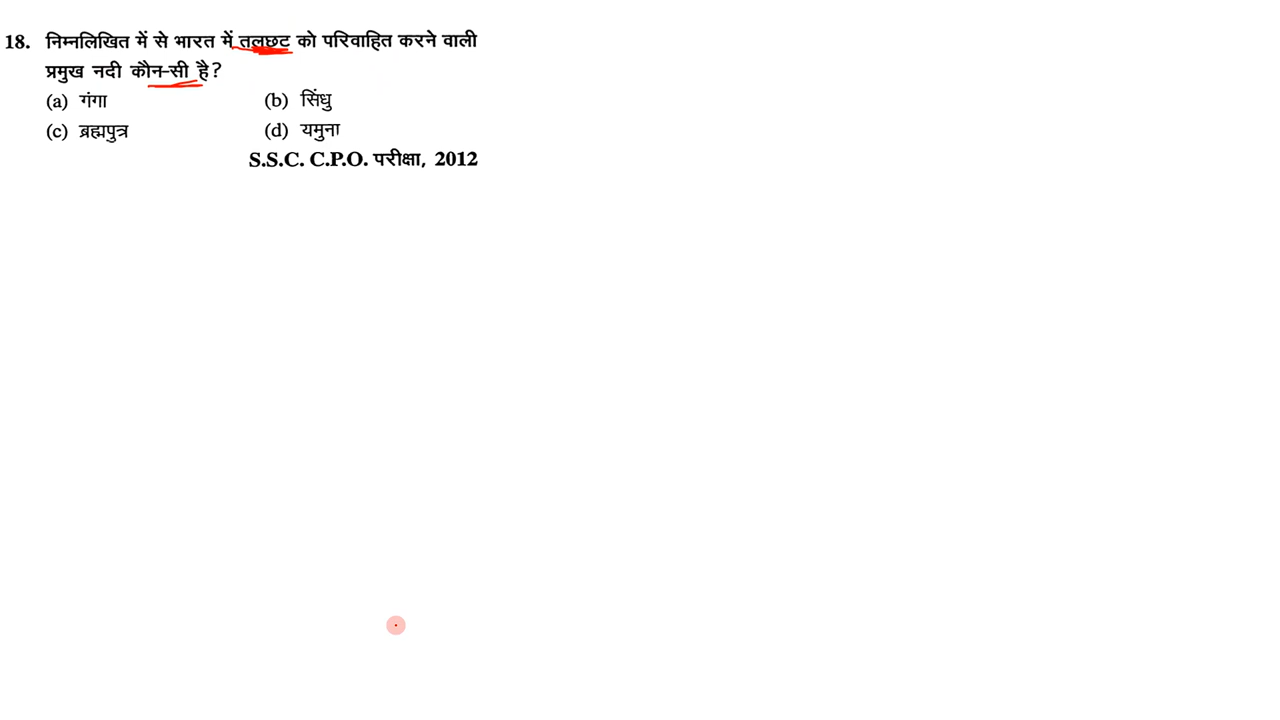 18. निम्नलिखित में से भारत में तलछट को परिवाहित करने वाली
प्रमुख नदी कौन-सी है?
(a) गंगा (b) सिंधु
(c) ब्रह्मपुत्र (d) यमुना
S.S.C. C.P.O. परीक्षा, 2012